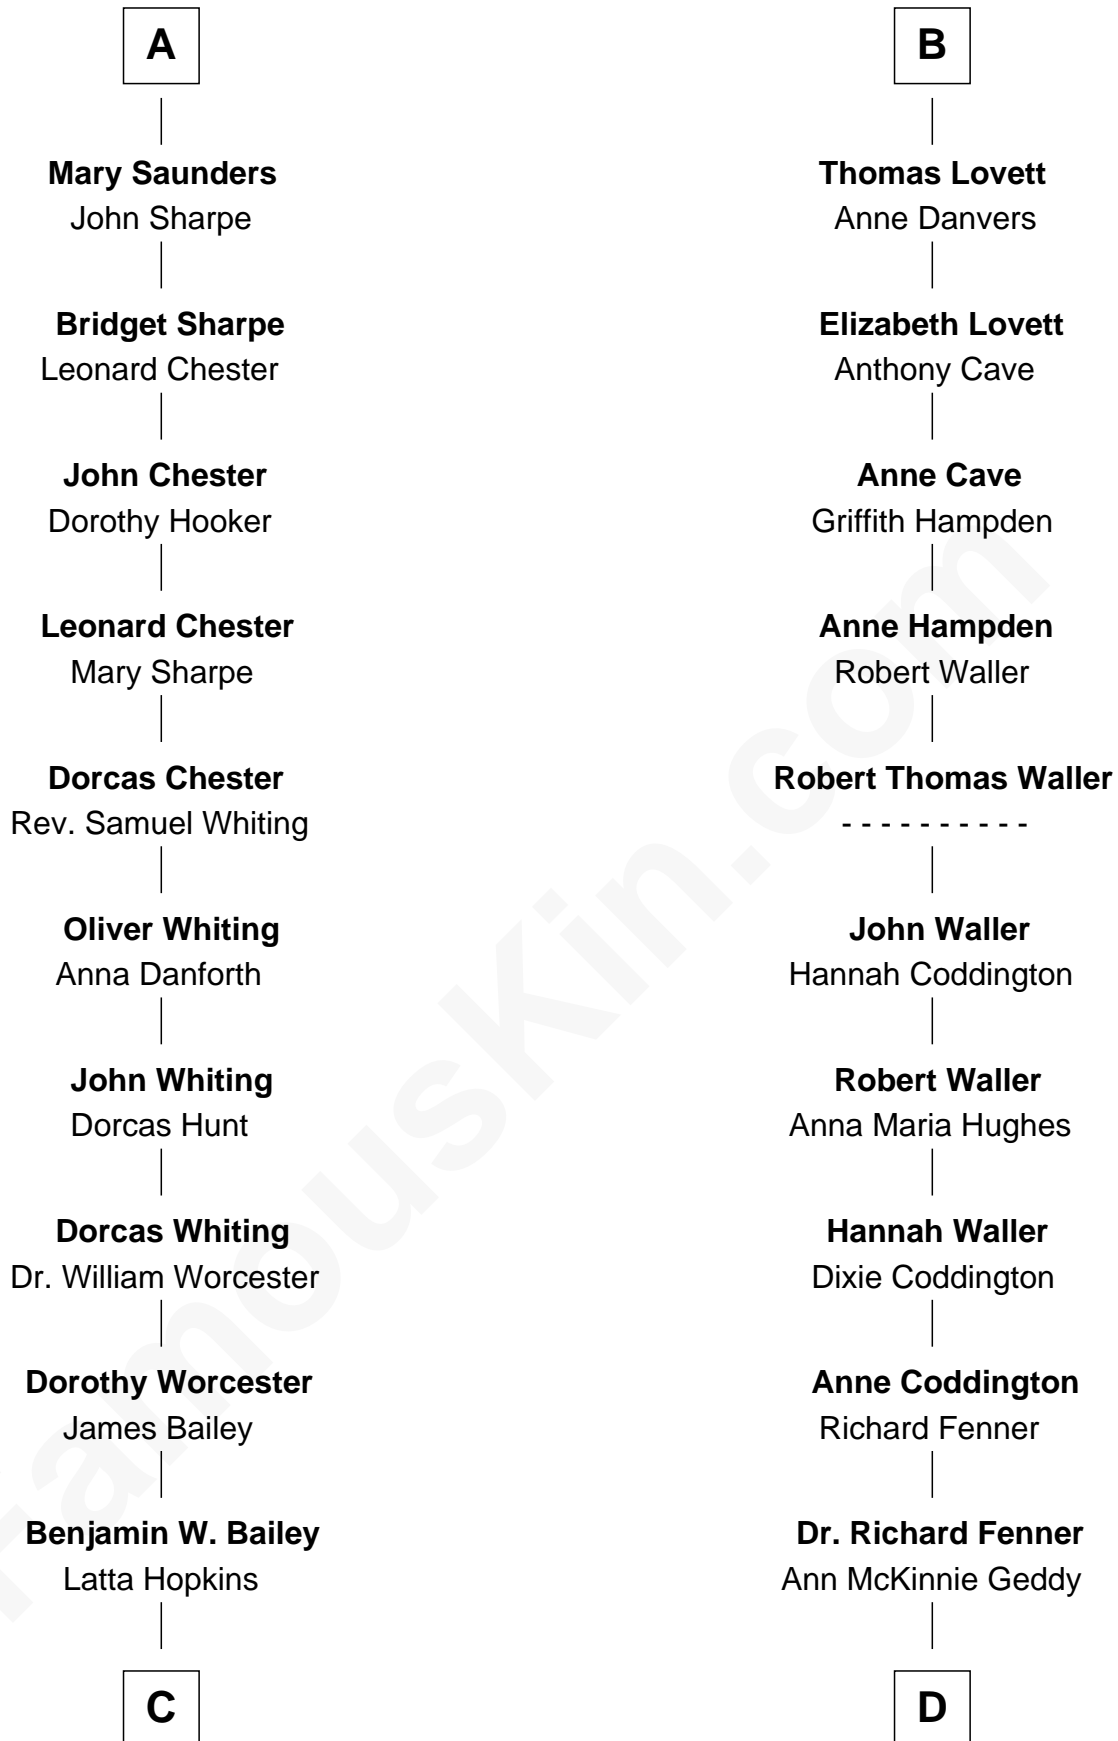 A
Mary Saunders
John Sharpe
Bridget Sharpe
Leonard Chester
John Chester
Dorothy Hooker
Leonard Chester
Mary Sharpe
Dorcas Chester
Rev. Samuel Whiting
Oliver Whiting
Anna Danforth
John Whiting
Dorcas Hunt
Dorcas Whiting
Dr. William Worcester
Dorothy Worcester
James Bailey
Benjamin W. Bailey
Latta Hopkins
C
B
Thomas Lovett
Anne Danvers
Elizabeth Lovett
Anthony Cave
Anne Cave
Griffith Hampden
Anne Hampden
Robert Waller
Robert Thomas Waller
- - - - - - - - - -
John Waller
Hannah Coddington
Robert Waller
Anna Maria Hughes
Hannah Waller
Dixie Coddington
Anne Coddington
Richard Fenner
Dr. Richard Fenner
Ann McKinnie Geddy
D
FamousKin.com